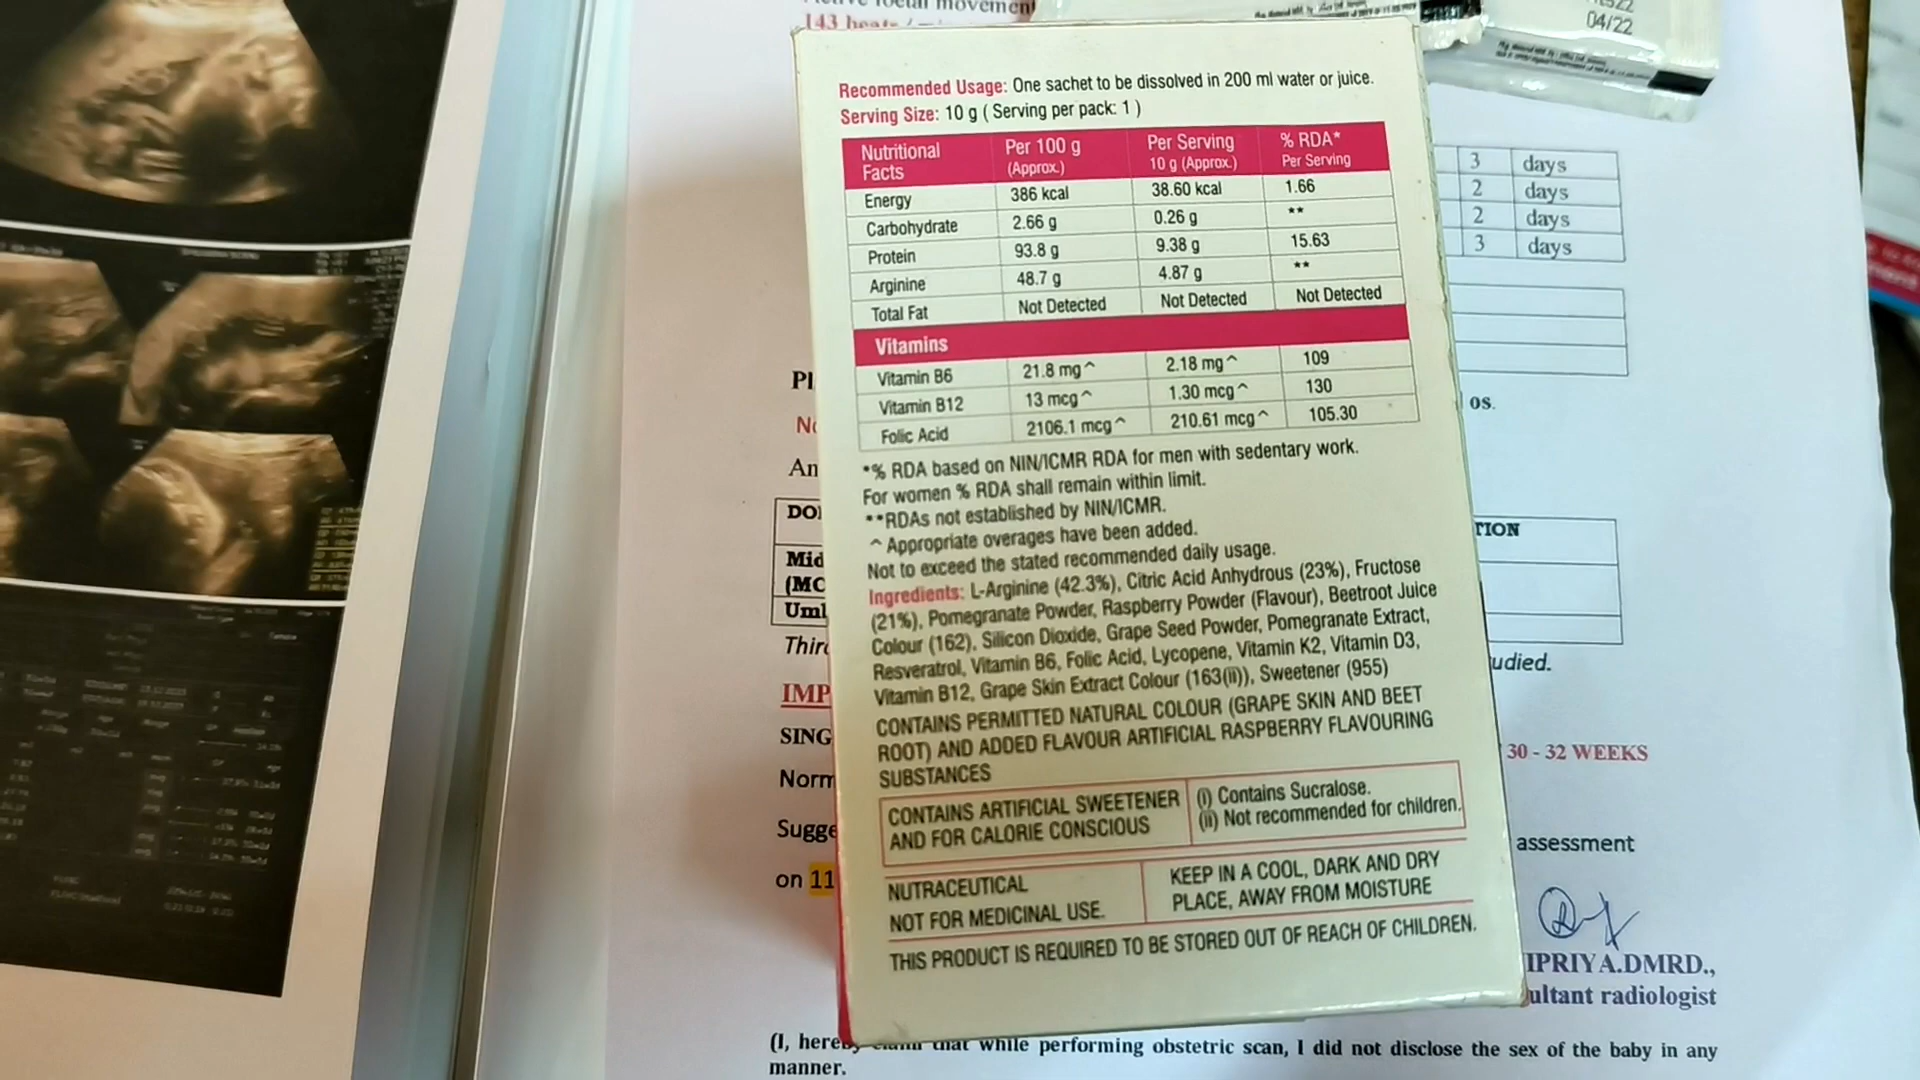 movement
143
04/22
Recommended Usage: One sachet to be dissolved in 200 ml water or juice.
Serving Size: 10 g ( Serving per pack: 1 )
Nutritional Facts Per 100 g (Approx.) Per Serving 10 g (Approx.) % RDA* Per Serving
Energy 386 kcal 38.60 kcal 1.66
Carbohydrate 2.66 g 0.26 g **
Protein 93.8 g 9.38 g 15.63
Arginine 48.7 g 4.87 g **
Total Fat Not Detected Not Detected Not Detected
Vitamins
Vitamin B6 21.8 mg^ 2.18 mg^ 109
Vitamin B12 13 mcg^ 1.30 mcg^ 130
Folic Acid 2106.1 mcg^ 210.61 mcg^ 105.30
*% RDA based on NIN/ICMR RDA for men with sedentary work.
For women % RDA shall remain within limit.
**RDAs not established by NIN/ICMR.
^ Appropriate overages have been added.
Not to exceed the stated recommended daily usage.
Ingredients: L-Arginine (42.3%), Citric Acid Anhydrous (23%), Fructose
(21%), Pomegranate Powder, Raspberry Powder (Flavour), Beetroot Juice
Colour (162), Silicon Dioxide, Grape Seed Powder, Pomegranate Extract,
Resveratrol, Vitamin B6, Folic Acid, Lycopene, Vitamin K2, Vitamin D3,
Vitamin B12, Grape Skin Extract Colour (163(ii)), Sweetener (955)
CONTAINS PERMITTED NATURAL COLOUR (GRAPE SKIN AND BEET
ROOT) AND ADDED FLAVOUR ARTIFICIAL RASPBERRY FLAVOURING
SUBSTANCES
CONTAINS ARTIFICIAL SWEETENER
AND FOR CALORIE CONSCIOUS
(i) Contains Sucralose.
(ii) Not recommended for children.
NUTRACEUTICAL
NOT FOR MEDICINAL USE.
KEEP IN A COOL, DARK AND DRY
PLACE, AWAY FROM MOISTURE
THIS PRODUCT IS REQUIRED TO BE STORED OUT OF REACH OF CHILDREN.
3 days
2 days
2 days
3 days
os.
TION
Mid
(MC
Uml
Thir
udied.
IMP
SING
30 - 32 WEEKS
Norm
Sugge
assessment
on 11
IPRIYA.DMRD.,
ultant radiologist
(I, hereby that while performing obstetric scan, I did not disclose the sex of the baby in any
manner.